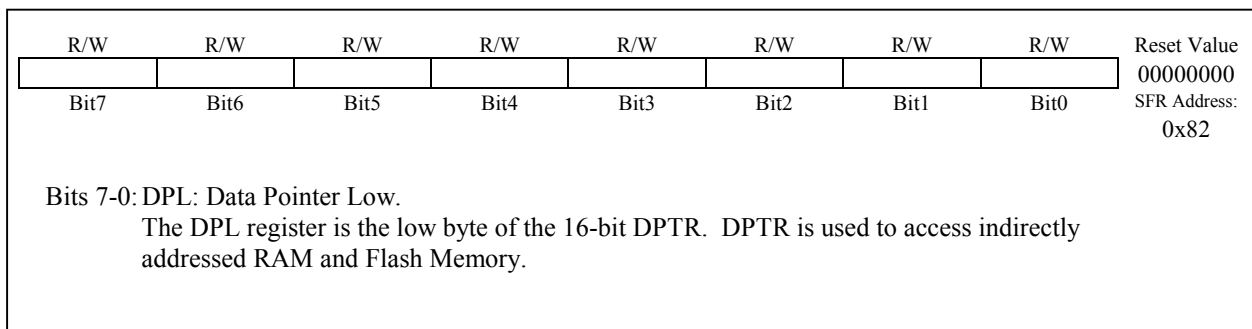 R/W R/W R/W R/W R/W R/W R/W R/W Reset Value
00000000
Bit7 Bit6 Bit5 Bit4 Bit3 Bit2 Bit1 Bit0 SFR Address:
0x82
Bits 7-0: DPL: Data Pointer Low.
The DPL register is the low byte of the 16-bit DPTR. DPTR is used to access indirectly
addressed RAM and Flash Memory.